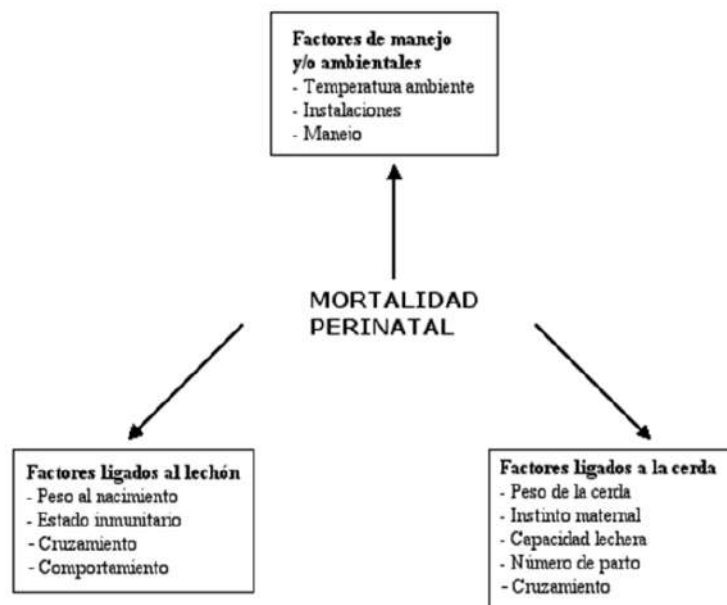 Factores de manejo
y/o ambientales
- Temperatura ambiente
- Instalaciones
- Manejo
MORTALIDAD
PERINATAL
Factores ligados al lechón
- Peso al nacimiento
- Estado inmunitario
- Cruzamiento
- Comportamiento
Factores ligados a la cerda
- Peso de la cerda
- Instinto maternal
- Capacidad lechera
- Número de parto
- Cruzamiento